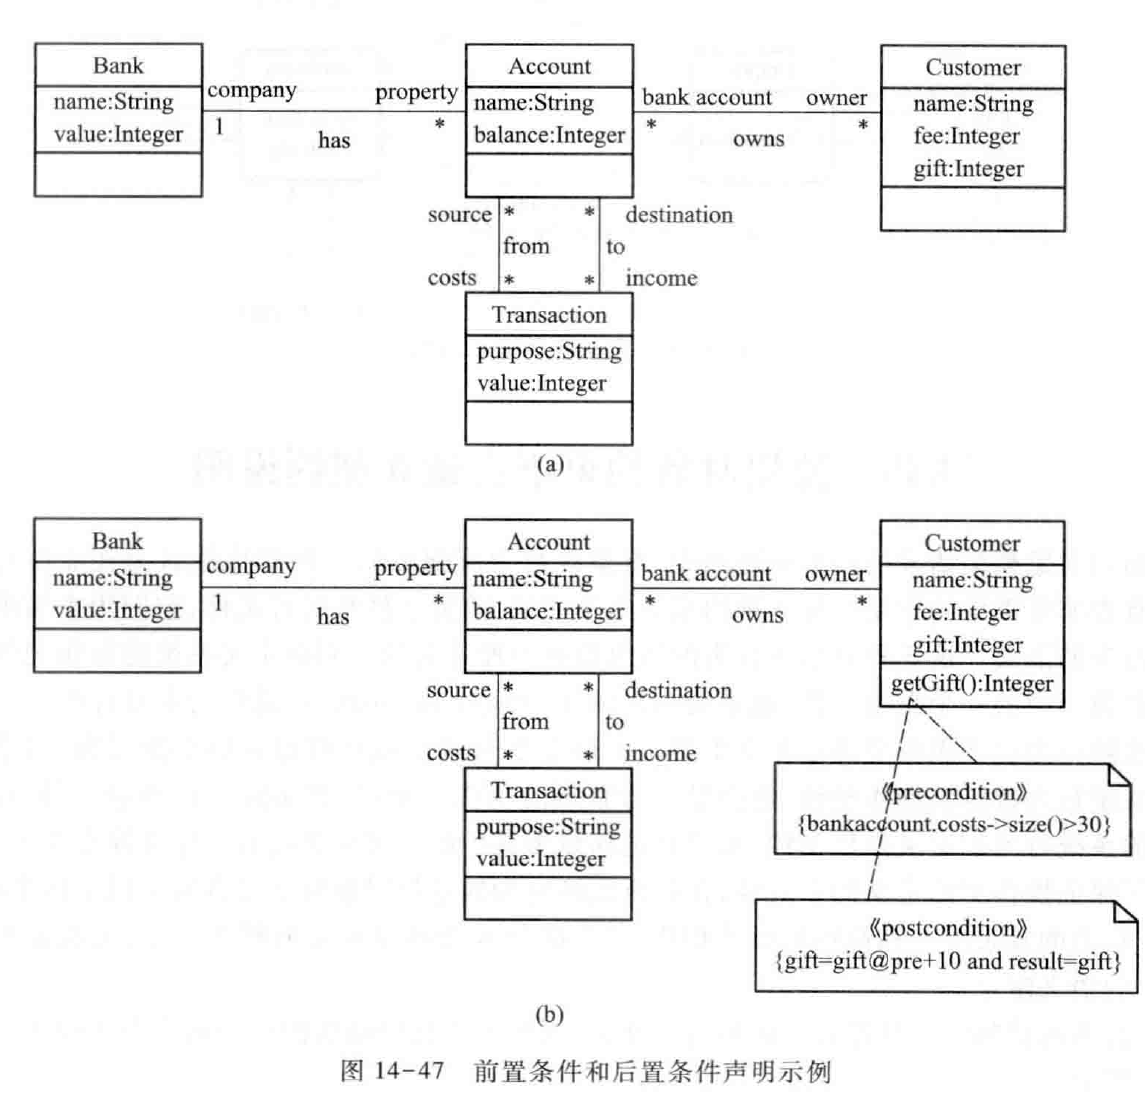 Bank
name:String
value:Integer
company
1
has
property
*
Account
name:String
balance:Integer
bank account
*
owns
owner
*
Customer
name:String
fee:Integer
gift:Integer
source
*
*
destination
from
to
costs
*
*
income
Transaction
purpose:String
value:Integer
(a)
Bank
name:String
value:Integer
company
1
has
property
*
Account
name:String
balance:Integer
bank account
*
owns
owner
*
Customer
name:String
fee:Integer
gift:Integer
getGift():Integer
source
*
*
destination
from
to
costs
*
*
income
Transaction
purpose:String
value:Integer
《precondition》
{bankaccount.costs->size()>30}
《postcondition》
{gift=gift@pre+10 and result=gift}
(b)
图 14-47 前置条件和后置条件声明示例